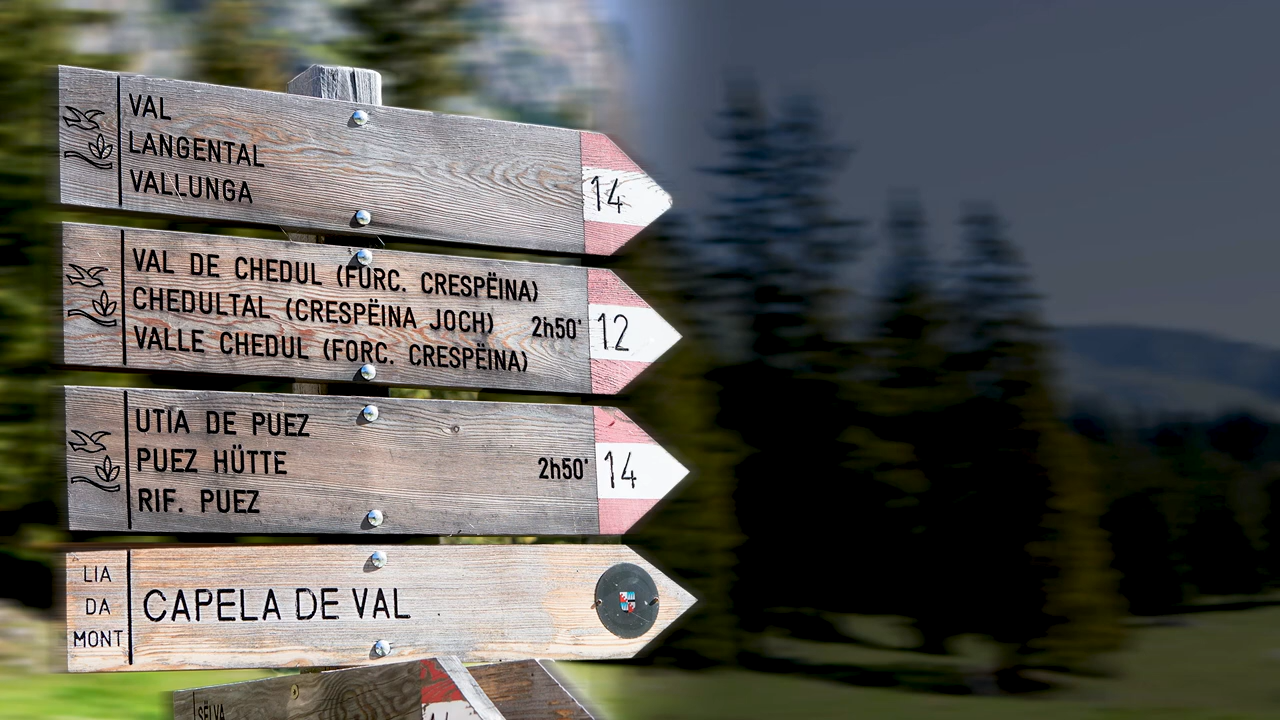 VAL
LANGENTAL
VALLUNGA
14
VAL DE CHEDUL (FURC. CRESPËINA)
CHEDULTAL (CRESPËINA JOCH) 2h50'
VALLE CHEDUL (FORC. CRESPËINA)
12
UTIA DE PUEZ
PUEZ HÜTTE 2h50'
RIF. PUEZ
14
LIA
DA
MONT
CAPELA DE VAL
SËLVA